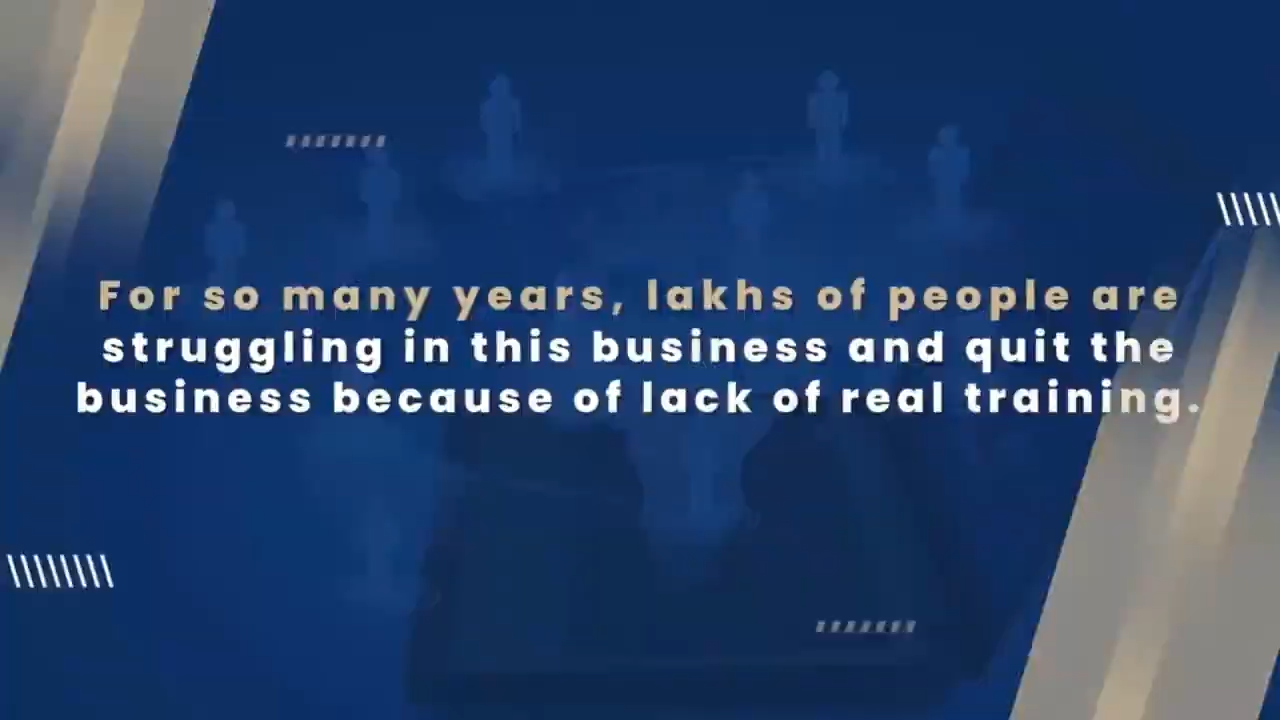 For so many years, lakhs of people are
struggling in this business and quit the
business because of lack of real training.